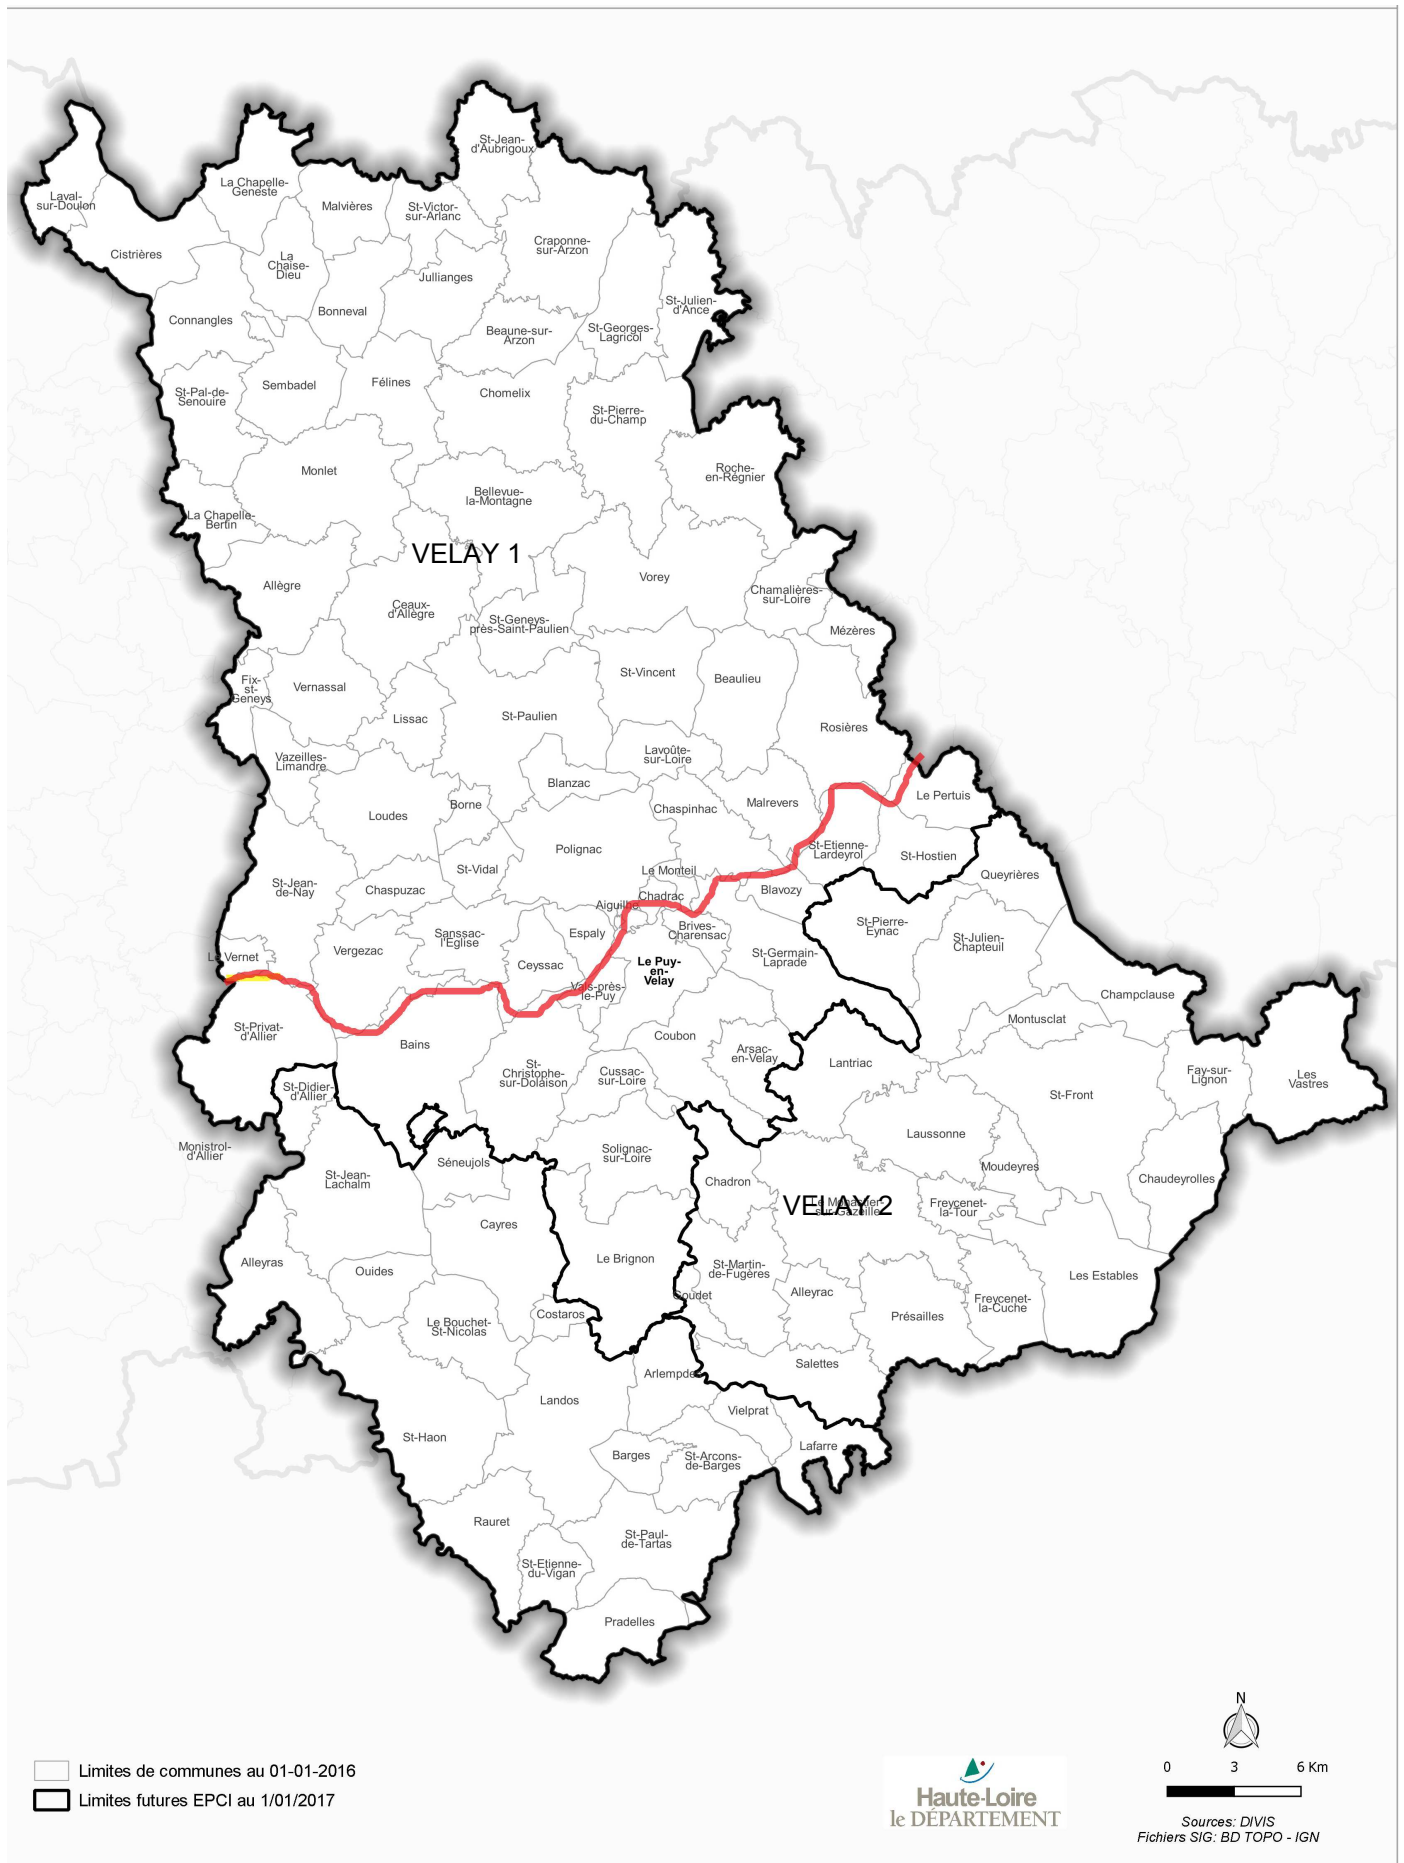 St-Jean-
d'Aubrigoux
La Chapelle-
Geneste
Laval-
sur-Doulon
Malvières
St-Victor-
sur-Arlanc
Craponne-
sur-Arzon
Cistrières
La
Chaise-
Dieu
Jullianges
St-Julien-
d'Ance
Bonneval
Connangles
Beaune-sur-
Arzon
St-Georges-
Lagricol
Sembadel
Félines
Chomelix
St-Pal-de-
Senouire
St-Pierre-
du-Champ
Monlet
Roche-
en-Régnier
Bellevue-
la-Montagne
La Chapelle-
Bertin
VELAY 1
Allègre
Vorey
Chamalières-
sur-Loire
Ceaux-
d'Allègre
St-Geneys-
près-Saint-Paulien
Mézères
Fix-
st-
Geneys
Vernassal
St-Vincent
Beaulieu
Lissac
St-Paulien
Rosières
Vazeilles-
Limandre
Lavoûte-
sur-Loire
Blanzac
Borne
Loudes
Chaspinhac
Malrevers
Le Pertuis
Polignac
St-Etienne-
Lardeyrol
St-Hostien
St-Vidal
Le Monteil
Queyrières
St-Jean-
de-Nay
Chaspuzac
Blavozy
Chadrac
Aiguilhe
St-Pierre-
Eynac
Sanssac-
l'Eglise
Espaly
Brives-
Charensac
St-Julien-
Chapteuil
Vergezac
Le Vernet
Ceyssac
St-Germain-
Laprade
Le Puy-
en-
Velay
Vals-près-
le-Puy
Champclause
Montusclat
St-Privat-
d'Allier
Bains
Coubon
Arsac-
en-Velay
Lantriac
St-
Christophe-
sur-Dolaison
Cussac-
sur-Loire
Fay-sur-
Lignon
Les
Vastres
St-Didier-
d'Allier
St-Front
Laussonne
Monistrol-
d'Allier
Solignac-
sur-Loire
Séneujols
Moudeyres
St-Jean-
Lachalm
Chadron
Chaudeyrolles
VELAY 2
Le Monastier-
sur-Gazeille
Freycenet-
la-Tour
Cayres
Le Brignon
Alleyras
Ouides
St-Martin-
de-Fugères
Les Estables
Goudet
Alleyrac
Freycenet-
la-Cuche
Costaros
Présailles
Le Bouchet-
St-Nicolas
Salettes
Arlempdes
Landos
Vielprat
St-Haon
Lafarre
Barges
St-Arcons-
de-Barges
Rauret
St-Paul-
de-Tartas
St-Etienne-
du-Vigan
Pradelles
N
0 3 6 Km
Limites de communes au 01-01-2016
Limites futures EPCI au 1/01/2017
Haute-Loire
le DÉPARTEMENT
Sources: DIVIS
Fichiers SIG: BD TOPO - IGN